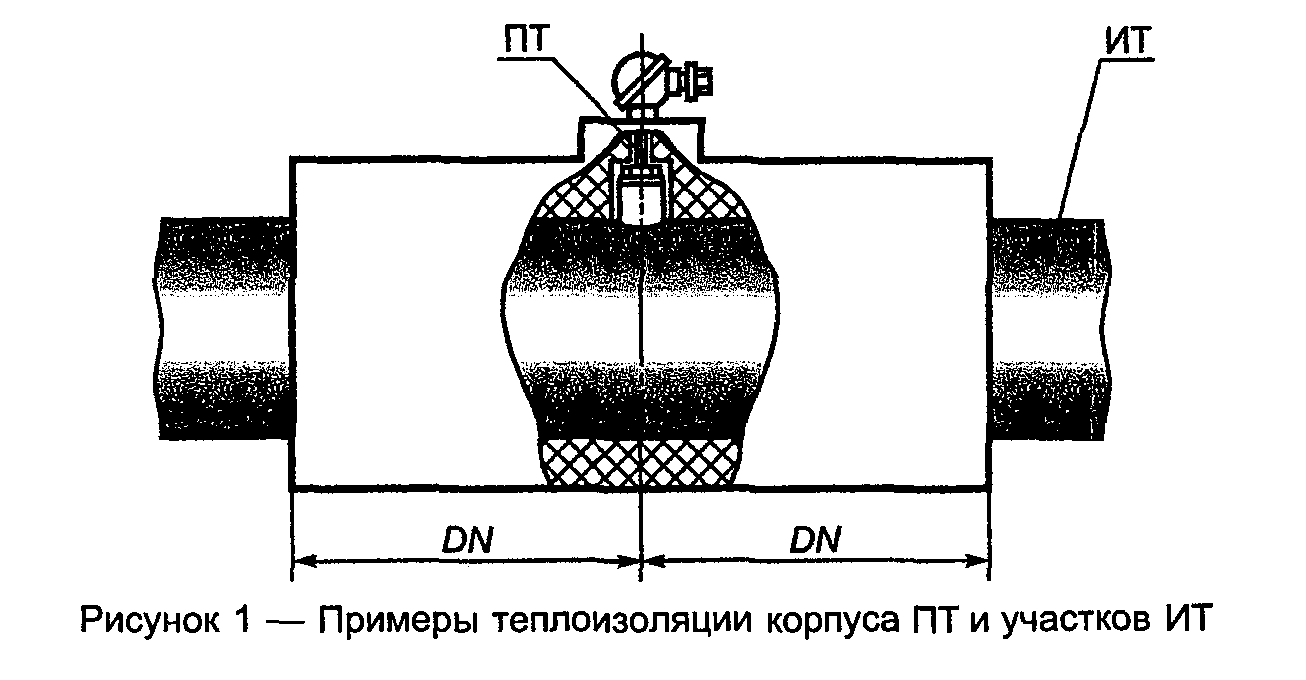 ПТ
ИТ
DN
DN
Рисунок 1 — Примеры теплоизоляции корпуса ПТ и участков ИТ